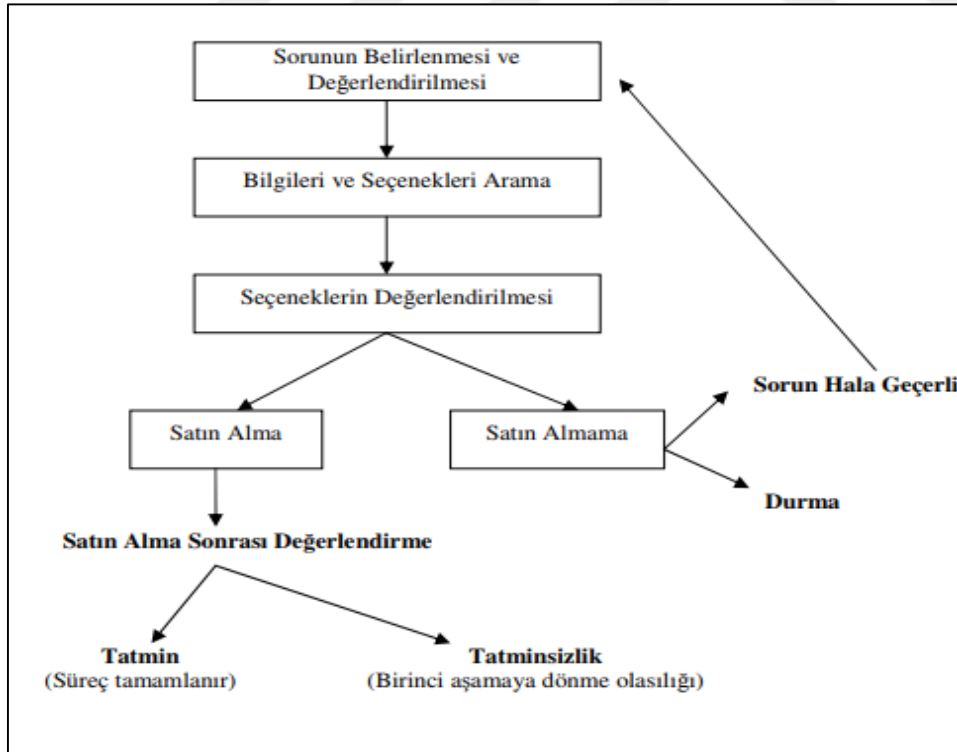 Sorunun Belirlenmesi ve
Değerlendirilmesi
Bilgileri ve Seçenekleri Arama
Seçeneklerin Değerlendirilmesi
Sorun Hala Geçerli
Satın Alma
Satın Almama
Durma
Satın Alma Sonrası Değerlendirme
Tatmin
(Süreç tamamlanır)
Tatminsizlik
(Birinci aşamaya dönme olasılığı)